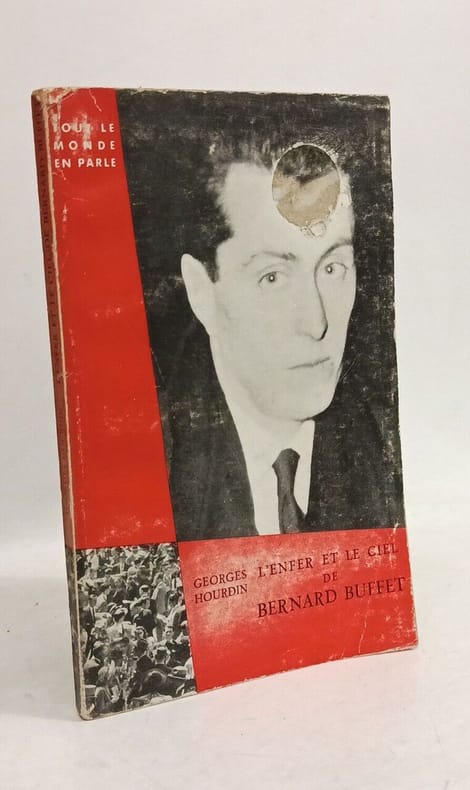 TOUT LE
MONDE
EN PARLE
GEORGES
HOURDIN
L'ENFER ET LE CIEL
DE
BERNARD BUFFET